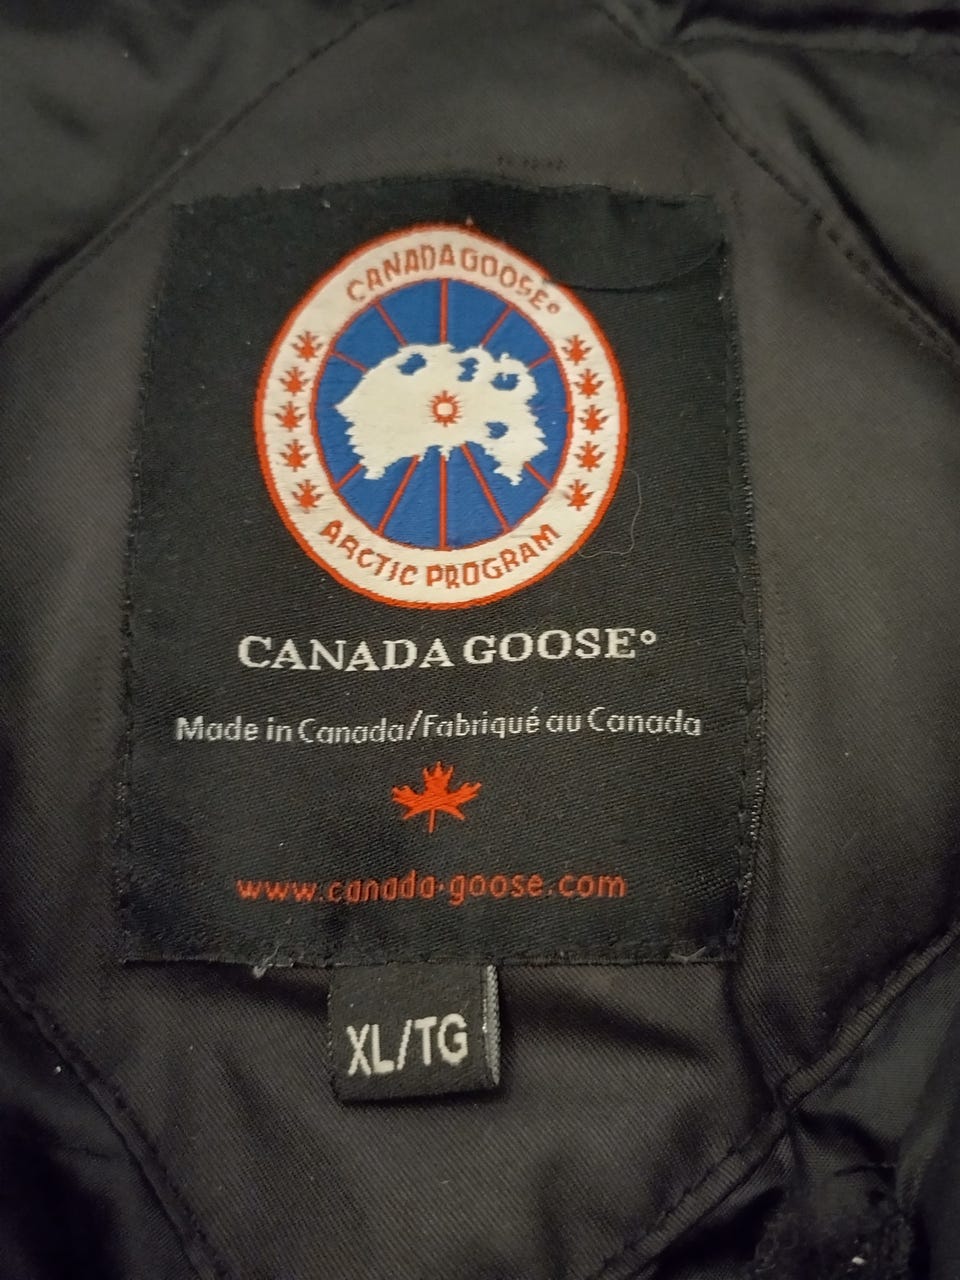 CANADA GOOSE®
ARCTIC PROGRAM
CANADA GOOSE®
Made in Canada/Fabriqué au Canada
www.canada-goose.com
XL/TG